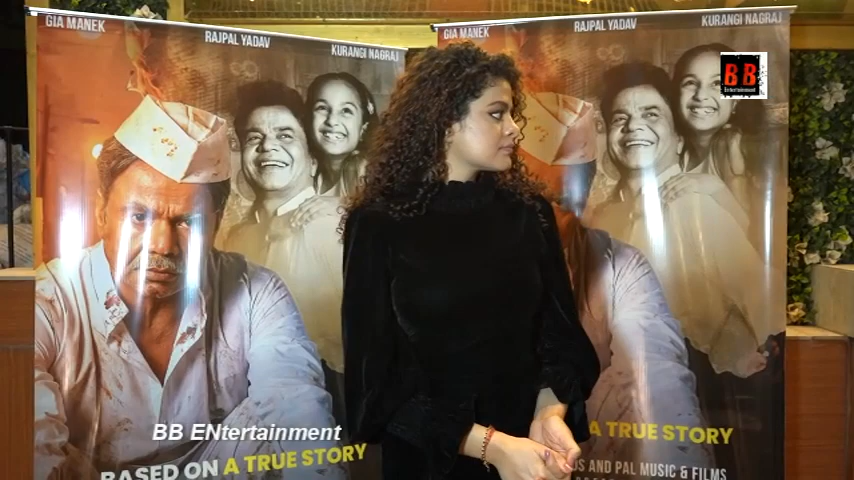 GIA MANEK
RAJPAL YADAV
KURANGI NAGRAJ
GIA MANEK
RAJPAL YADAV
KURANGI NAGRAJ
BB
Entertainment
BB ENtertainment
BASED ON A TRUE STORY
A TRUE STORY
DS AND PAL MUSIC & FILMS